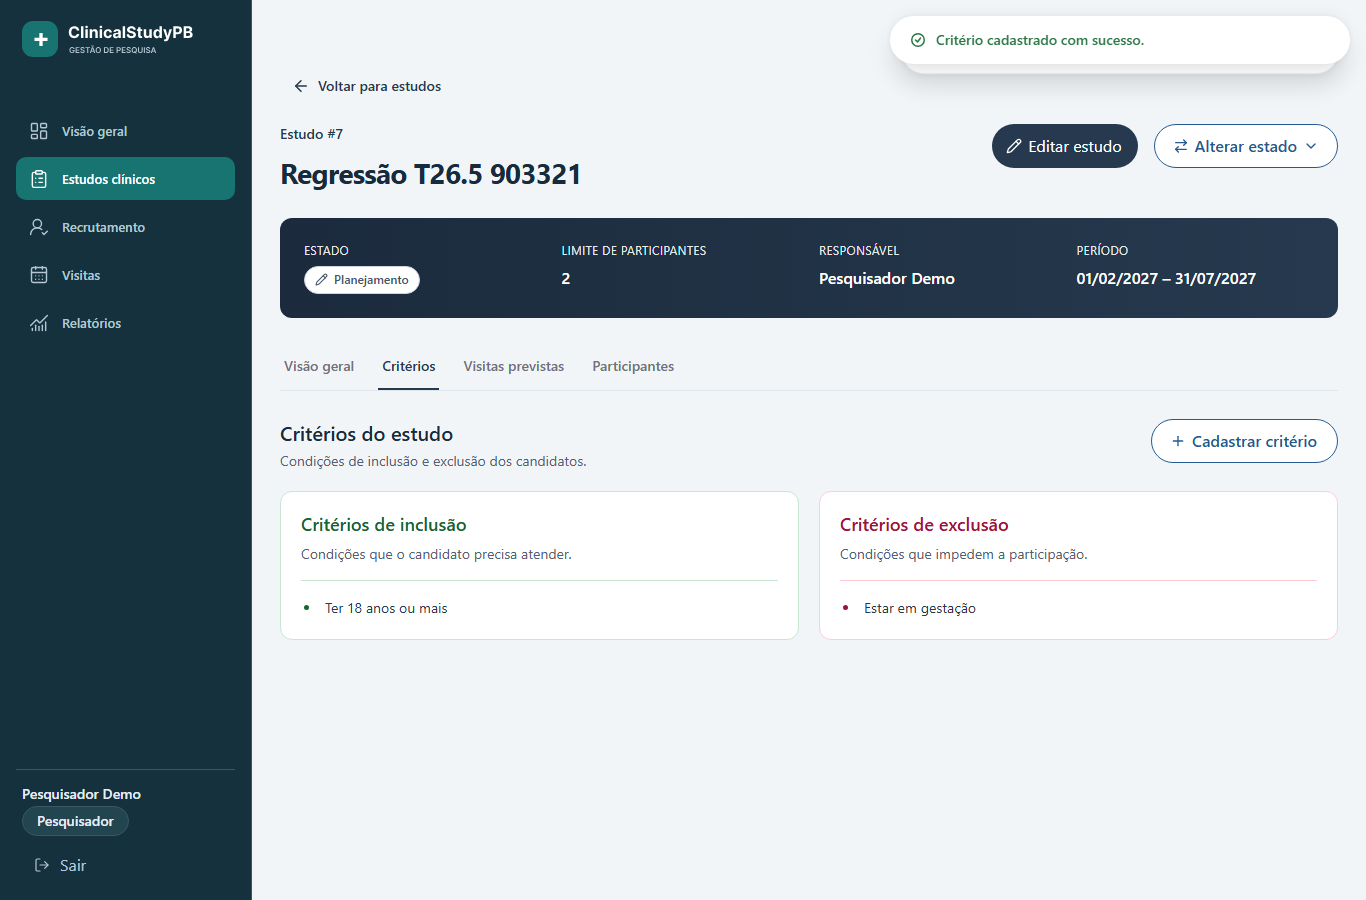 ClinicalStudyPB
GESTÃO DE PESQUISA
Visão geral
Estudos clínicos
Recrutamento
Visitas
Relatórios
Pesquisador Demo
Pesquisador
Sair
Critério cadastrado com sucesso.
Voltar para estudos
Estudo #7
Regressão T26.5 903321
Editar estudo
Alterar estado
ESTADO
Planejamento
LIMITE DE PARTICIPANTES
2
RESPONSÁVEL
Pesquisador Demo
PERÍODO
01/02/2027 – 31/07/2027
Visão geral
Critérios
Visitas previstas
Participantes
Critérios do estudo
Condições de inclusão e exclusão dos candidatos.
Cadastrar critério
Critérios de inclusão
Condições que o candidato precisa atender.
Ter 18 anos ou mais
Critérios de exclusão
Condições que impedem a participação.
Estar em gestação